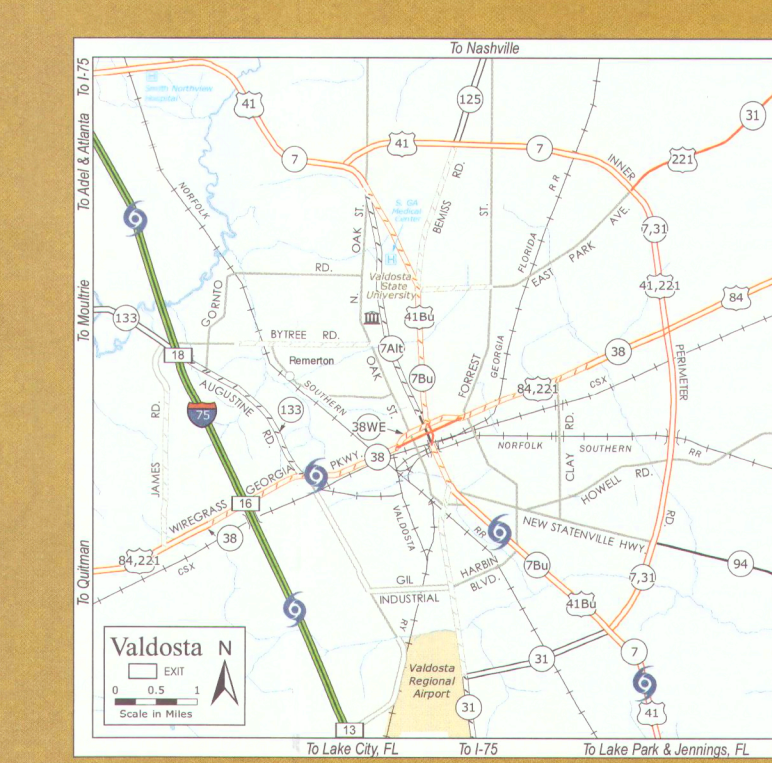 To Nashville
To I-75
H
Smith Northview
Hospital
41
125
31
7
41
7
221
INNER
To Adel & Atlanta
NORFOLK
OAK ST.
S. GA
Medical
Center
H
BEMISS RD.
ST.
FLORIDA
RR
EAST PARK AVE.
7,31
RD.
GORNTO
N.
Valdosta
State
University
41,221
84
To Moultrie
133
BYTREE RD.
41Bu
18
Remerton
7Alt
38
PERIMETER
AUGUSTINE
RD.
75
SOUTHERN
OAK
ST.
7Bu
FORREST
GEORGIA
84,221
CSX
133
38WE
JAMES RD.
38
PKWY.
NORFOLK SOUTHERN
RR
CLAY RD.
WIREGRASS GEORGIA
16
HOWELL RD.
38
VALDOSTA
RY
RR
NEW STATENVILLE HWY.
RD
To Quitman
84,221
CSX
94
GIL HARBIN
INDUSTRIAL BLVD.
7Bu
7,31
41Bu
Valdosta N
EXIT
0 0.5 1
Scale in Miles
Valdosta
Regional
Airport
31
7
31
41
13
To Lake City, FL
To I-75
To Lake Park & Jennings, FL